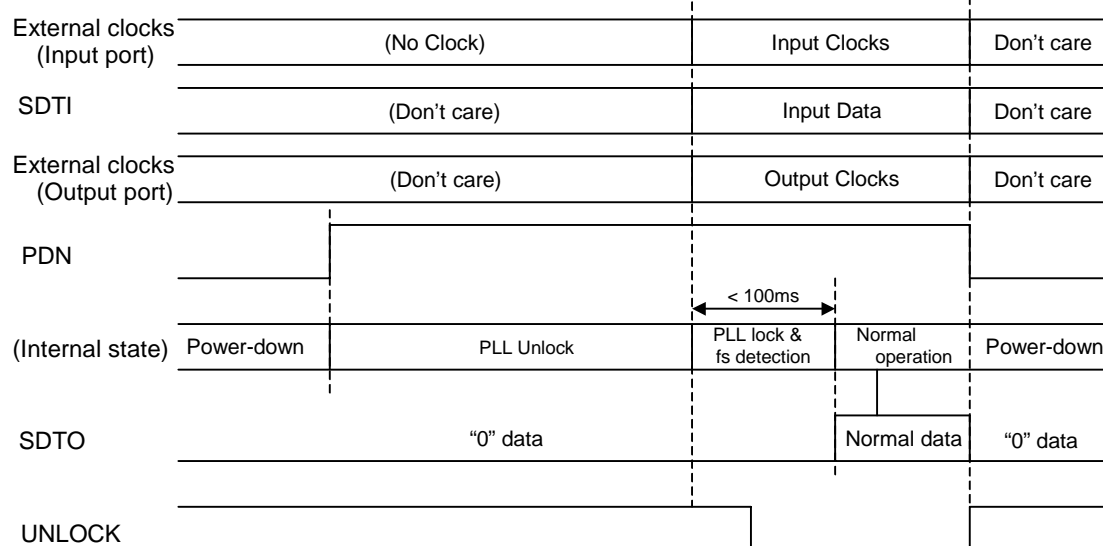 External clocks
(Input port)
(No Clock)
Input Clocks
Don't care
SDTI
(Don't care)
Input Data
Don't care
External clocks
(Output port)
(Don't care)
Output Clocks
Don't care
PDN
< 100ms
(Internal state)
Power-down
PLL Unlock
PLL lock &
fs detection
Normal
operation
Power-down
SDTO
“0” data
Normal data
“0” data
UNLOCK